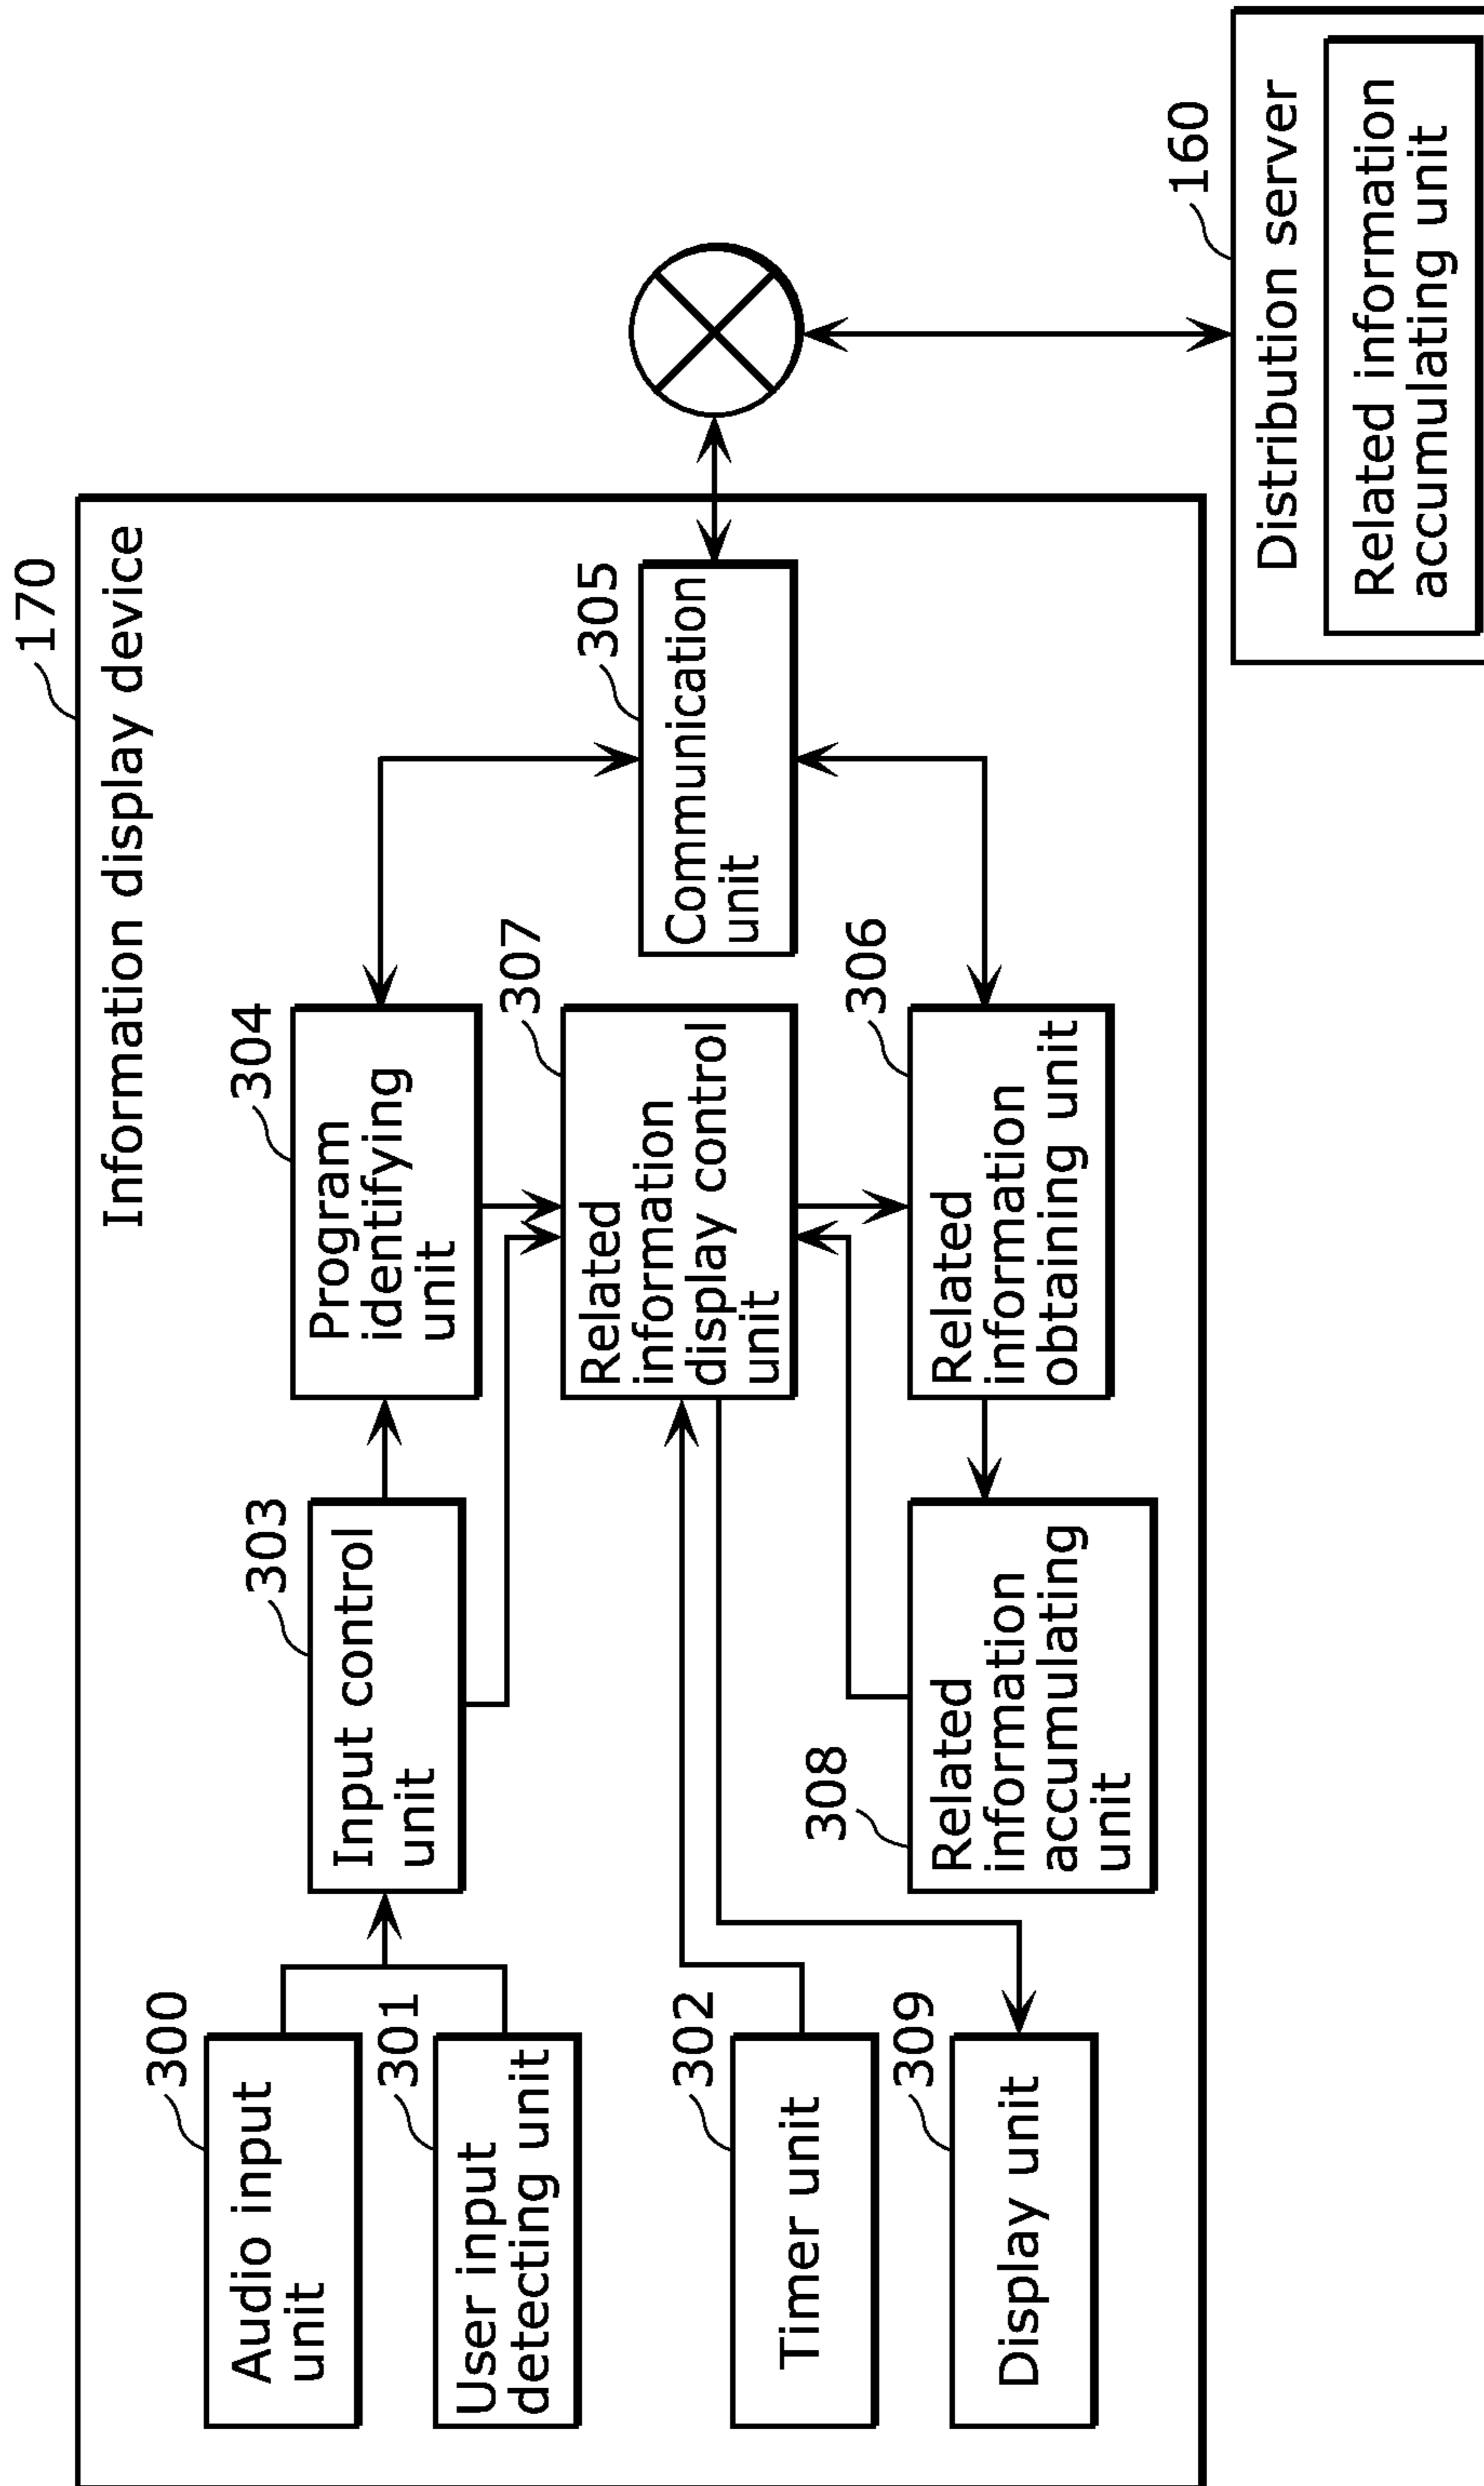 170
Information display device
300
Audio input
unit
301
User input
detecting unit
302
Timer unit
309
Display unit
303
Input control
unit
308
Related
information
accumulating
unit
304
Program
identifying
unit
307
Related
information
display control
unit
306
Related
information
obtaining unit
305
Communication
unit
160
Distribution server
Related information
accumulating unit